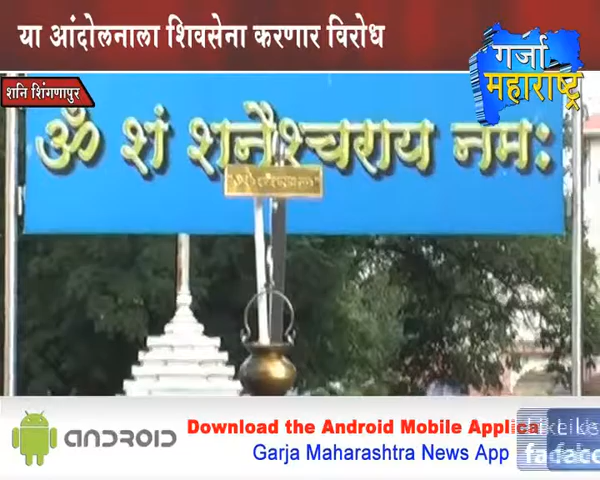 या आंदोलनाला शिवसेना करणार विरोध
गर्जा
महाराष्ट्र
शनि शिंगणापुर
ॐ शं शनैश्चराय नमः
ANDROID
Download the Android Mobile Applica
Garja Maharashtra News App